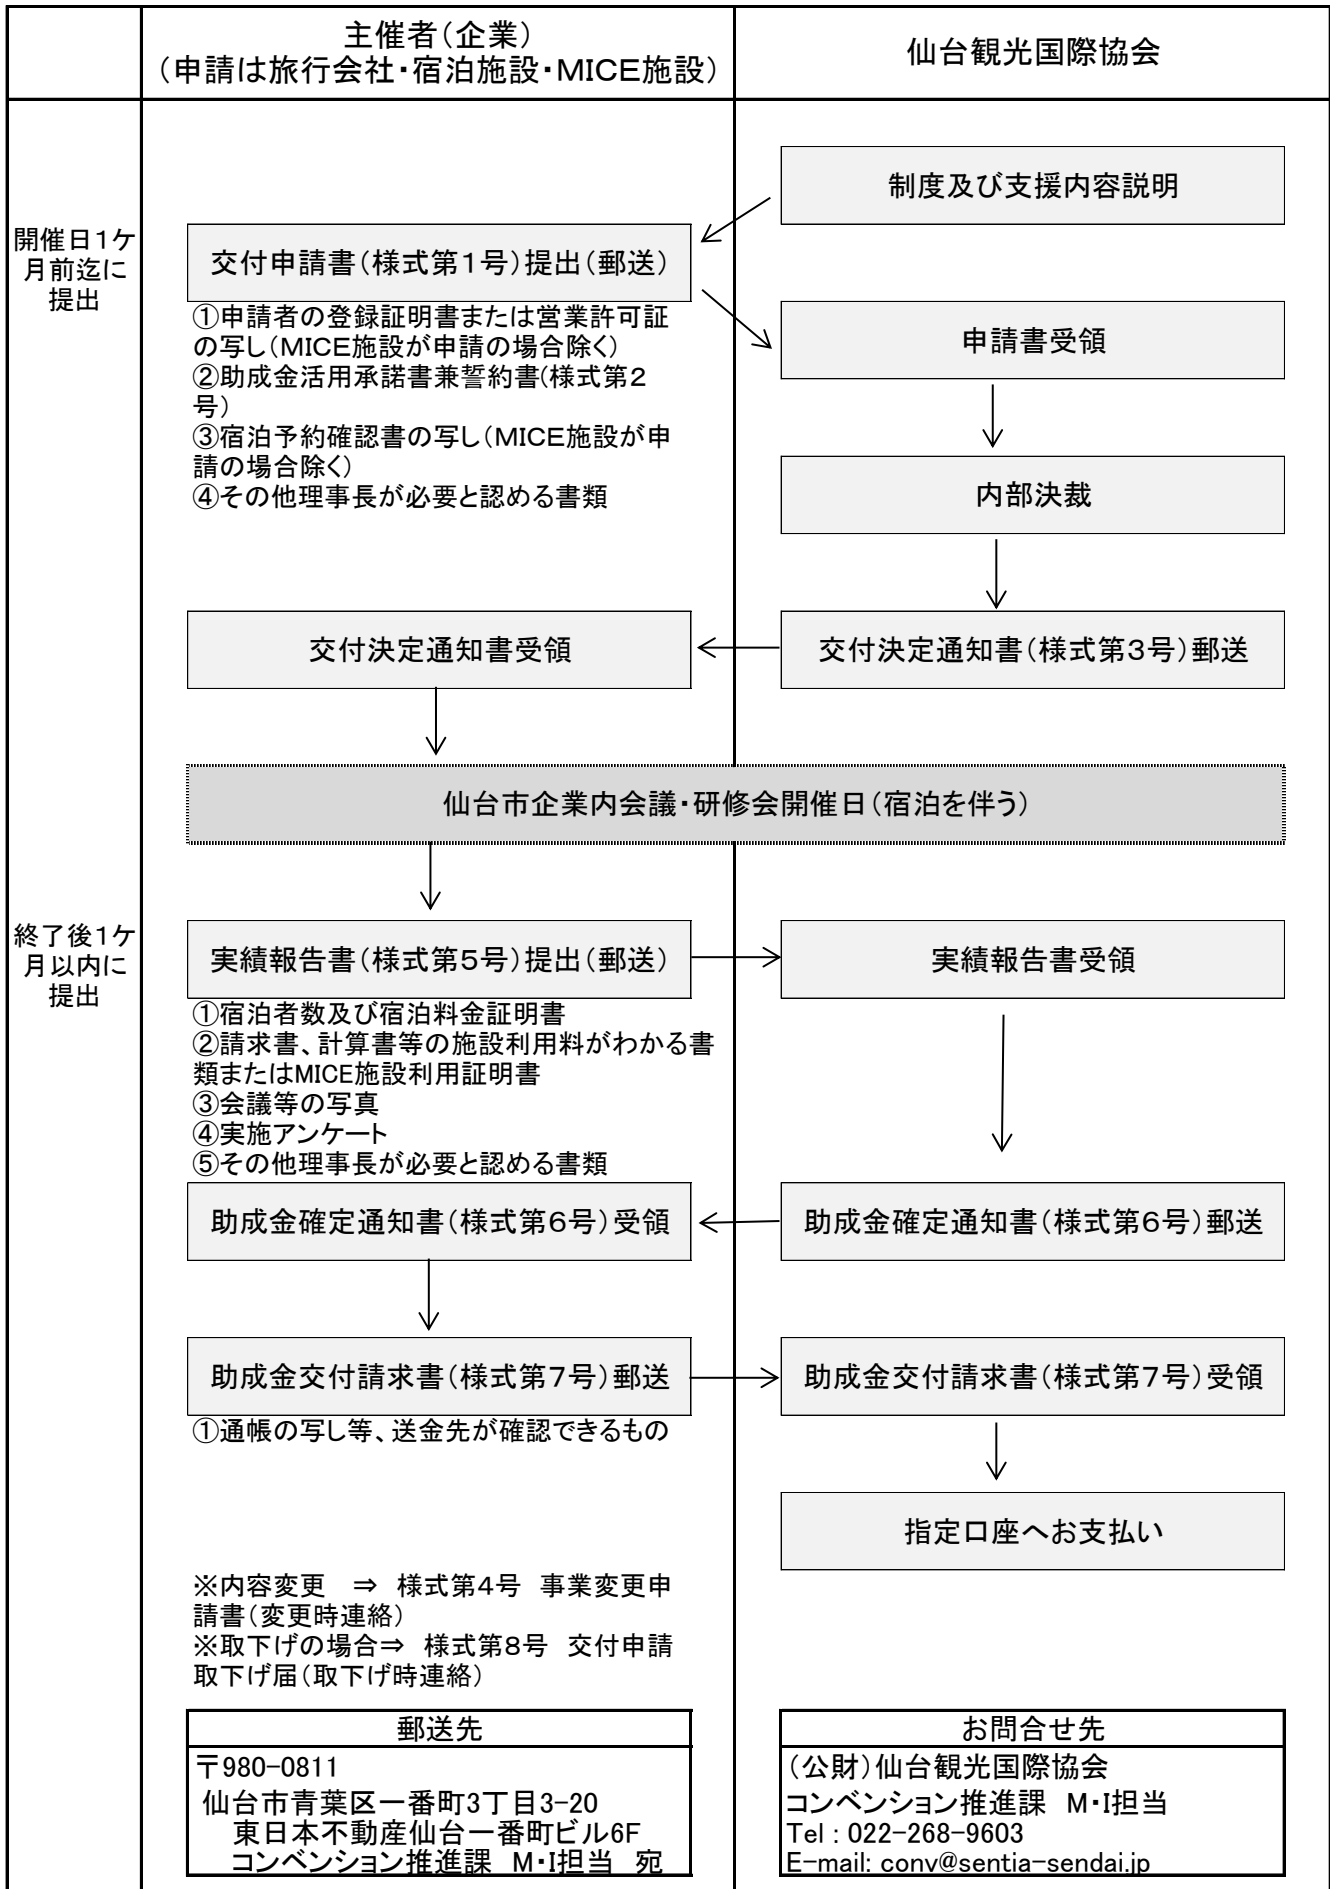 主催者(企業)
(申請は旅行会社・宿泊施設・MICE施設)
仙台観光国際協会
制度及び支援内容説明
開催日１ケ
月前迄に
提出
交付申請書(様式第１号)提出(郵送)
①申請者の登録証明書または営業許可証
の写し(MICE施設が申請の場合除く)
②助成金活用承諾書兼誓約書(様式第２
号)
③宿泊予約確認書の写し(MICE施設が申
請の場合除く)
④その他理事長が必要と認める書類
申請書受領
内部決裁
交付決定通知書受領
交付決定通知書(様式第３号)郵送
仙台市企業内会議・研修会開催日(宿泊を伴う)
終了後１ケ
月以内に
提出
実績報告書(様式第５号)提出(郵送)
実績報告書受領
①宿泊者数及び宿泊料金証明書
②請求書、計算書等の施設利用料がわかる書
類またはMICE施設利用証明書
③会議等の写真
④実施アンケート
⑤その他理事長が必要と認める書類
助成金確定通知書(様式第６号)受領
助成金確定通知書(様式第６号)郵送
助成金交付請求書(様式第７号)郵送
助成金交付請求書(様式第７号)受領
①通帳の写し等、送金先が確認できるもの
指定口座へお支払い
※内容変更　⇒　様式第４号　事業変更申
請書(変更時連絡)
※取下げの場合⇒　様式第８号　交付申請
取下げ届(取下げ時連絡)
郵送先
〒980-0811
仙台市青葉区一番町3丁目3-20
東日本不動産仙台一番町ビル6F
コンベンション推進課　M・I担当　宛
お問合せ先
(公財)仙台観光国際協会
コンベンション推進課　M・I担当
Tel : 022-268-9603
E-mail: conv@sentia-sendai.jp